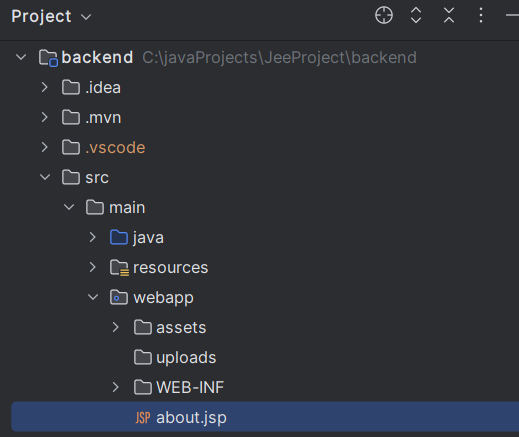 Project
backend C:\javaProjects\JeeProject\backend
.idea
.mvn
.vscode
src
main
java
resources
webapp
assets
uploads
WEB-INF
JSP about.jsp